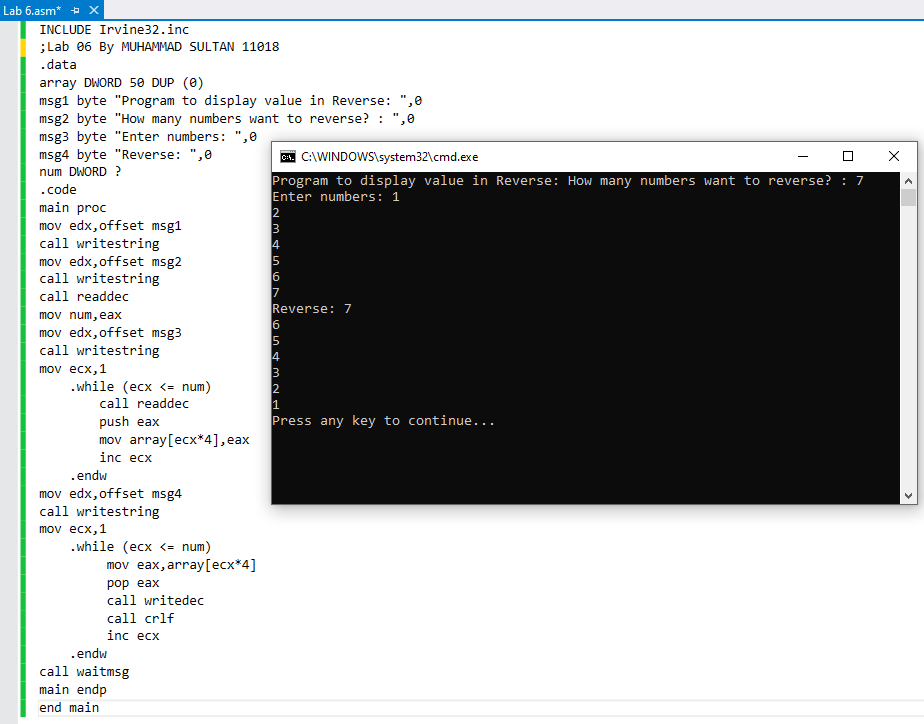 Lab 6.asm*
INCLUDE Irvine32.inc
;Lab 06 By MUHAMMAD SULTAN 11018
.data
array DWORD 50 DUP (0)
msg1 byte "Program to display value in Reverse: ",0
msg2 byte "How many numbers want to reverse? : ",0
msg3 byte "Enter numbers: ",0
msg4 byte "Reverse: ",0
num DWORD ?
.code
main proc
mov edx,offset msg1
call writestring
mov edx,offset msg2
call writestring
call readdec
mov num,eax
mov edx,offset msg3
call writestring
mov ecx,1
.while (ecx <= num)
call readdec
push eax
mov array[ecx*4],eax
inc ecx
.endw
mov edx,offset msg4
call writestring
mov ecx,1
.while (ecx <= num)
mov eax,array[ecx*4]
pop eax
call writedec
call crlf
inc ecx
.endw
call waitmsg
main endp
end main
C:\WINDOWS\system32\cmd.exe
Program to display value in Reverse: How many numbers want to reverse? : 7
Enter numbers: 1
2
3
4
5
6
7
Reverse: 7
6
5
4
3
2
1
Press any key to continue...